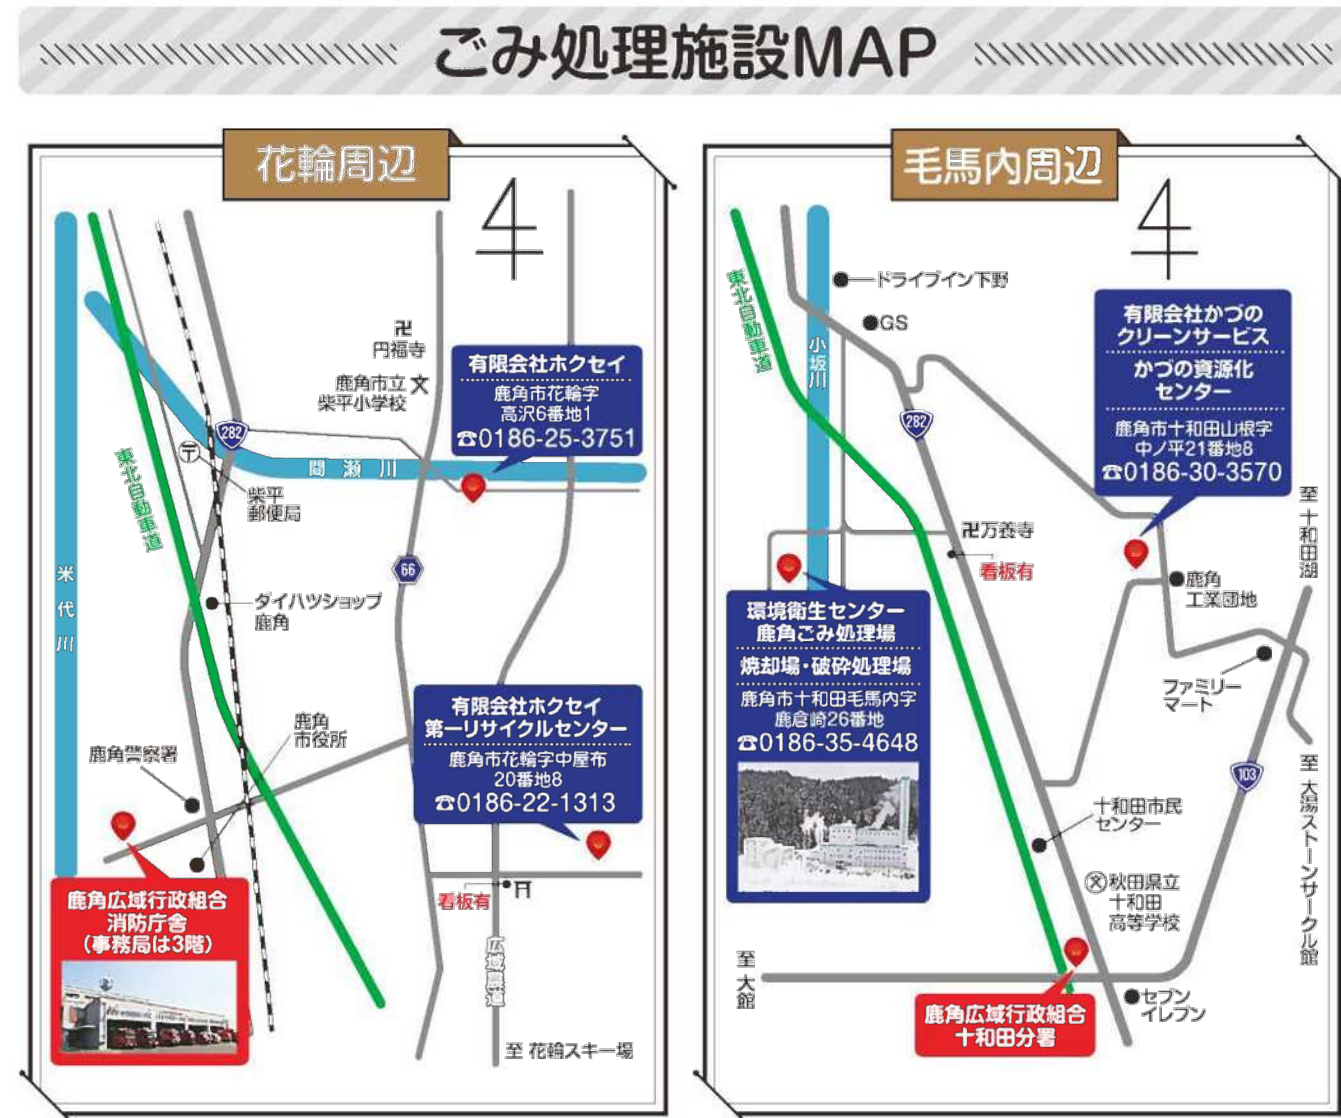 ごみ処理施設MAP
花輪周辺
卍
円福寺
鹿角市立
柴平小学校
文
有限会社ホクセイ
鹿角市花輪字
高沢6番地1
☎0186-25-3751
282
〒
間瀬川
柴平
郵便局
東北自動車道
米代川
66
ダイハツショップ
鹿角
鹿角
市役所
鹿角警察署
有限会社ホクセイ
第一リサイクルセンター
鹿角市花輪字中屋布
20番地8
☎0186-22-1313
看板有
広域農道
至 花輪スキー場
鹿角広域行政組合
消防庁舎
(事務局は3階)
毛馬内周辺
東北自動車道
小坂川
ドライブイン下野
GS
282
有限会社かづの
クリーンサービス
かづの資源化
センター
鹿角市十和田山根字
中ノ平21番地8
☎0186-30-3570
至 十和田湖
卍万養寺
看板有
鹿角
工業団地
環境衛生センター
鹿角ごみ処理場
焼却場・破砕処理場
鹿角市十和田毛馬内字
鹿倉崎26番地
☎0186-35-4648
ファミリー
マート
103
至 大湯ストーンサークル館
十和田市民
センター
文
秋田県立
十和田
高等学校
至 大館
セブン
イレブン
鹿角広域行政組合
十和田分署